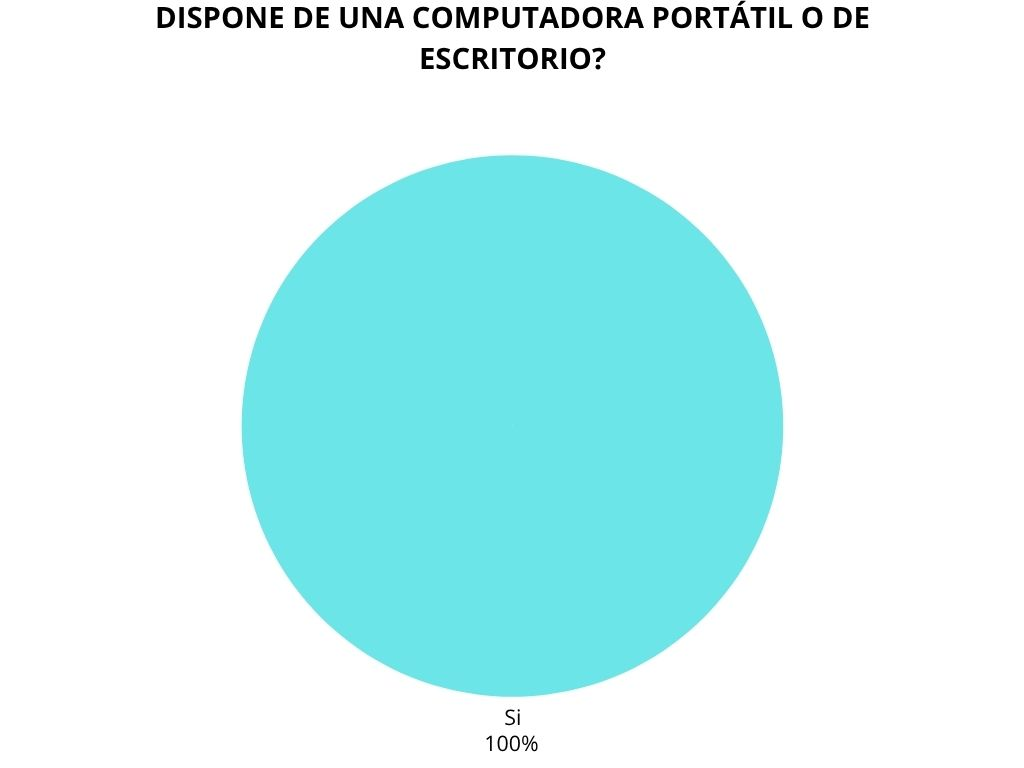 DISPONE DE UNA COMPUTADORA PORTÁTIL O DE
ESCRITORIO?
Si
100%